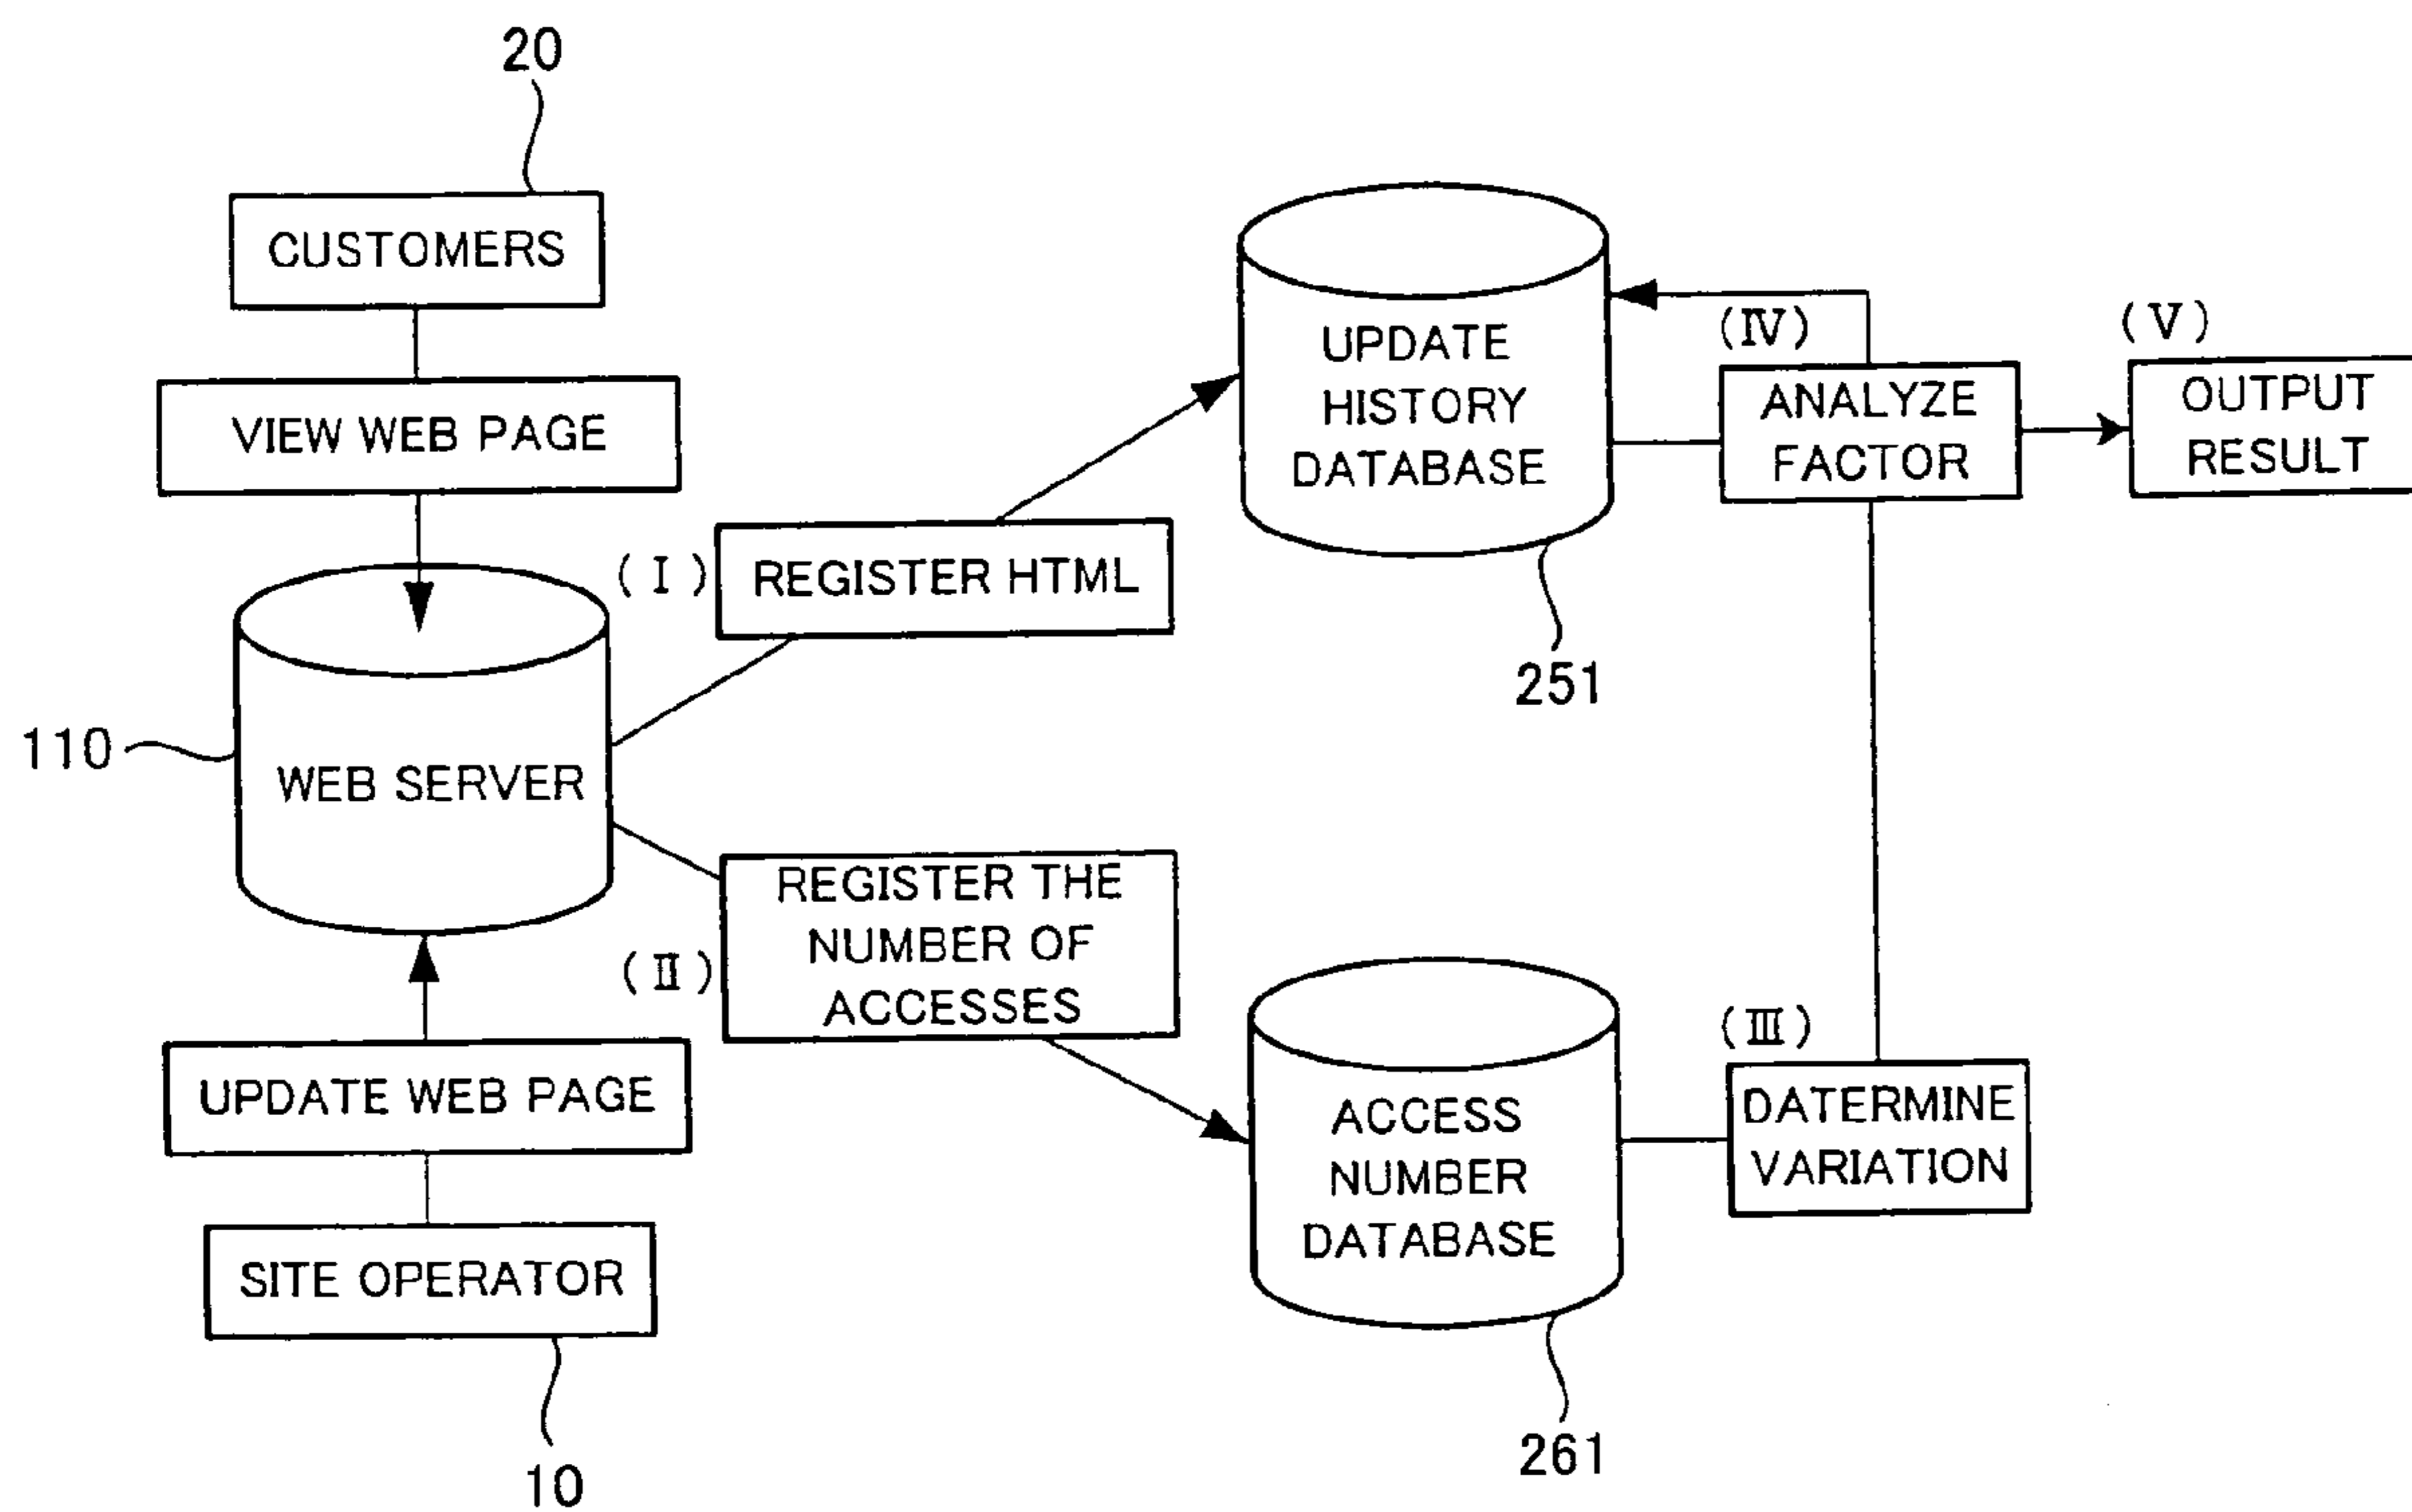 20
CUSTOMERS
VIEW WEB PAGE
110
WEB SERVER
UPDATE WEB PAGE
SITE OPERATOR
10
(I)
REGISTER HTML
(II)
REGISTER THE
NUMBER OF
ACCESSES
UPDATE
HISTORY
DATABASE
251
ACCESS
NUMBER
DATABASE
261
(III)
DATERMINE
VARIATION
(IV)
ANALYZE
FACTOR
(V)
OUTPUT
RESULT